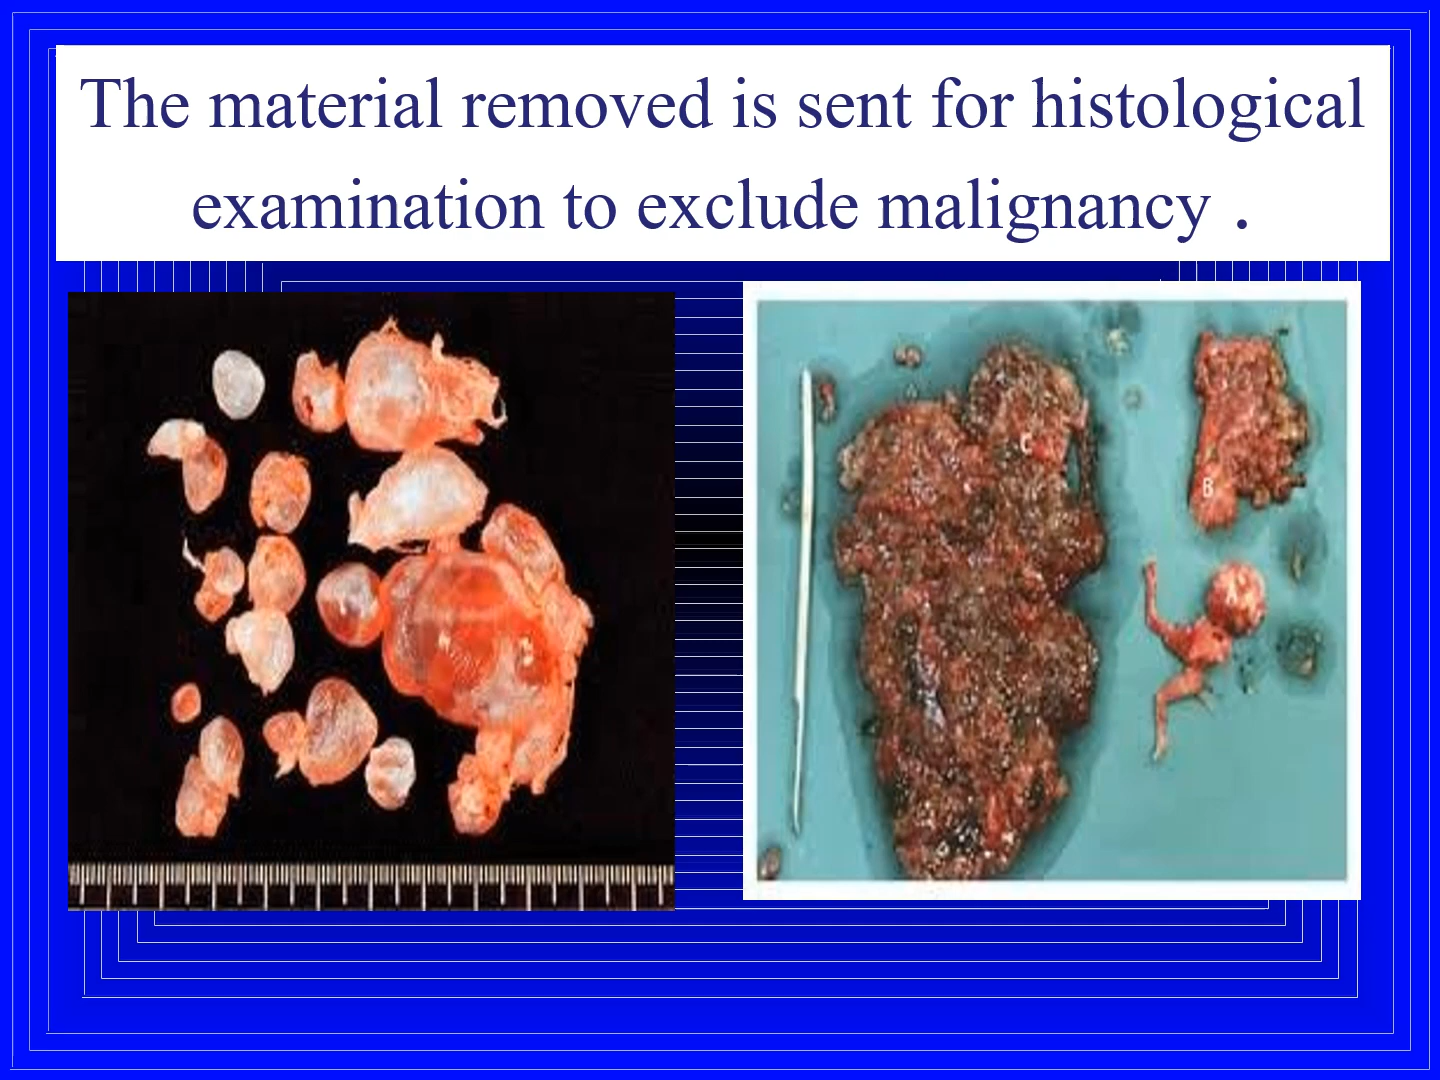 The material removed is sent for histological
examination to exclude malignancy .
C
B